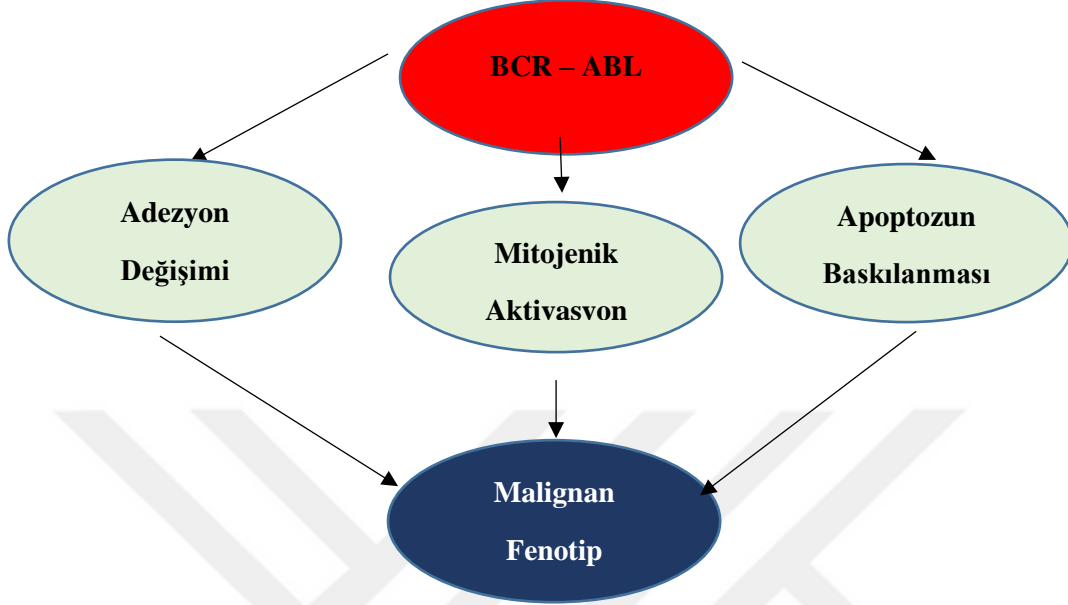 BCR – ABL
Adezyon
Değişimi
Mitojenik
Aktivasvon
Apoptozun
Baskılanması
Malignan
Fenotip